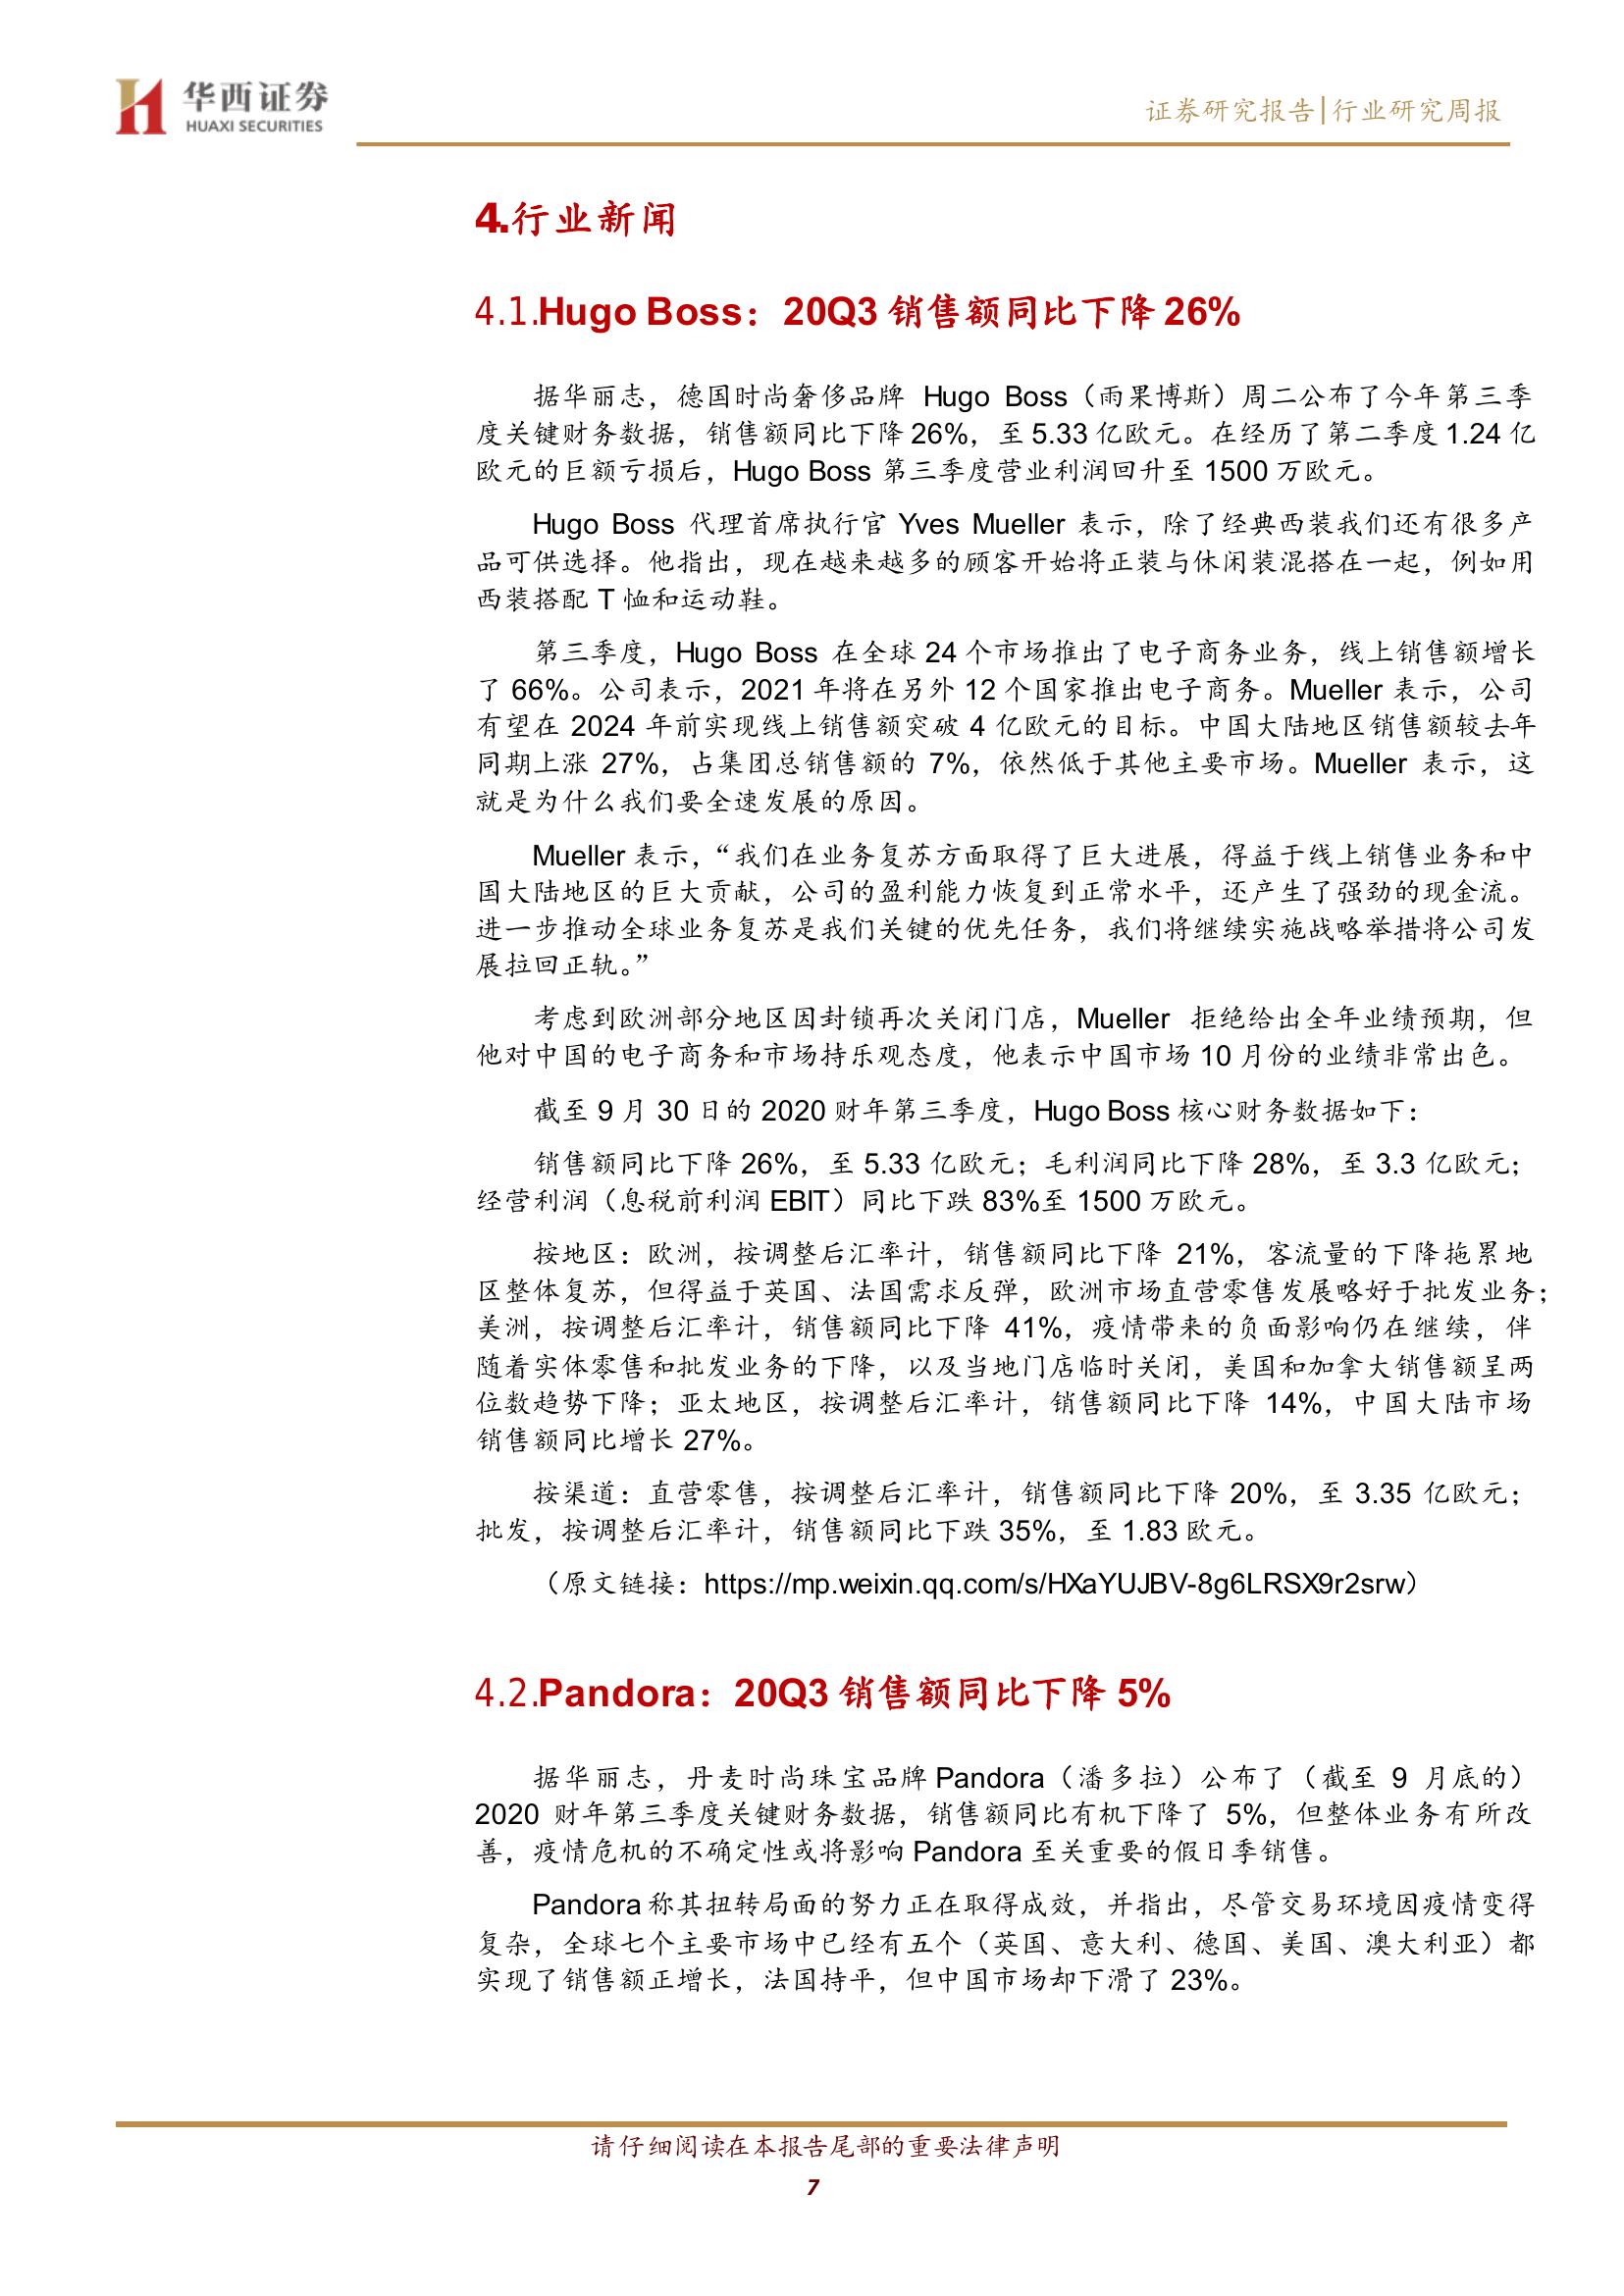 华西证券
HUAXI SECURITIES
证券研究报告|行业研究周报
4.行业新闻
4.1.Hugo Boss：20Q3 销售额同比下降 26%
据华丽志，德国时尚奢侈品牌 Hugo Boss（雨果博斯）周二公布了今年第三季
度关键财务数据，销售额同比下降 26%，至 5.33 亿欧元。在经历了第二季度 1.24 亿
欧元的巨额亏损后，Hugo Boss 第三季度营业利润回升至 1500 万欧元。
Hugo Boss 代理首席执行官 Yves Mueller 表示，除了经典西装我们还有很多产
品可供选择。他指出，现在越来越多的顾客开始将正装与休闲装混搭在一起，例如用
西装搭配 T 恤和运动鞋。
第三季度，Hugo Boss 在全球 24 个市场推出了电子商务业务，线上销售额增长
了 66%。公司表示，2021 年将在另外 12 个国家推出电子商务。Mueller 表示，公司
有望在 2024 年前实现线上销售额突破 4 亿欧元的目标。中国大陆地区销售额较去年
同期上涨 27%，占集团总销售额的 7%，依然低于其他主要市场。Mueller 表示，这
就是为什么我们要全速发展的原因。
Mueller 表示，“我们在业务复苏方面取得了巨大进展，得益于线上销售业务和中
国大陆地区的巨大贡献，公司的盈利能力恢复到正常水平，还产生了强劲的现金流。
进一步推动全球业务复苏是我们关键的优先任务，我们将继续实施战略举措将公司发
展拉回正轨。”
考虑到欧洲部分地区因封锁再次关闭门店，Mueller 拒绝给出全年业绩预期，但
他对中国的电子商务和市场持乐观态度，他表示中国市场 10 月份的业绩非常出色。
截至 9 月 30 日的 2020 财年第三季度，Hugo Boss 核心财务数据如下：
销售额同比下降 26%，至 5.33 亿欧元；毛利润同比下降 28%，至 3.3 亿欧元；
经营利润（息税前利润 EBIT）同比下跌 83%至 1500 万欧元。
按地区：欧洲，按调整后汇率计，销售额同比下降 21%，客流量的下降拖累地
区整体复苏，但得益于英国、法国需求反弹，欧洲市场直营零售发展略好于批发业务；
美洲，按调整后汇率计，销售额同比下降 41%，疫情带来的负面影响仍在继续，伴
随着实体零售和批发业务的下降，以及当地门店临时关闭，美国和加拿大销售额呈两
位数趋势下降；亚太地区，按调整后汇率计，销售额同比下降 14%，中国大陆市场
销售额同比增长 27%。
按渠道：直营零售，按调整后汇率计，销售额同比下降 20%，至 3.35 亿欧元；
批发，按调整后汇率计，销售额同比下跌 35%，至 1.83 欧元。
（原文链接：https://mp.weixin.qq.com/s/HXaYUJBV-8g6LRSX9r2srw）
4.2.Pandora：20Q3 销售额同比下降 5%
据华丽志，丹麦时尚珠宝品牌 Pandora（潘多拉）公布了（截至 9 月底的）
2020 财年第三季度关键财务数据，销售额同比有机下降了 5%，但整体业务有所改
善，疫情危机的不确定性或将影响 Pandora 至关重要的假日季销售。
Pandora 称其扭转局面的努力正在取得成效，并指出，尽管交易环境因疫情变得
复杂，全球七个主要市场中已经有五个（英国、意大利、德国、美国、澳大利亚）都
实现了销售额正增长，法国持平，但中国市场却下滑了 23%。
请仔细阅读在本报告尾部的重要法律声明
7